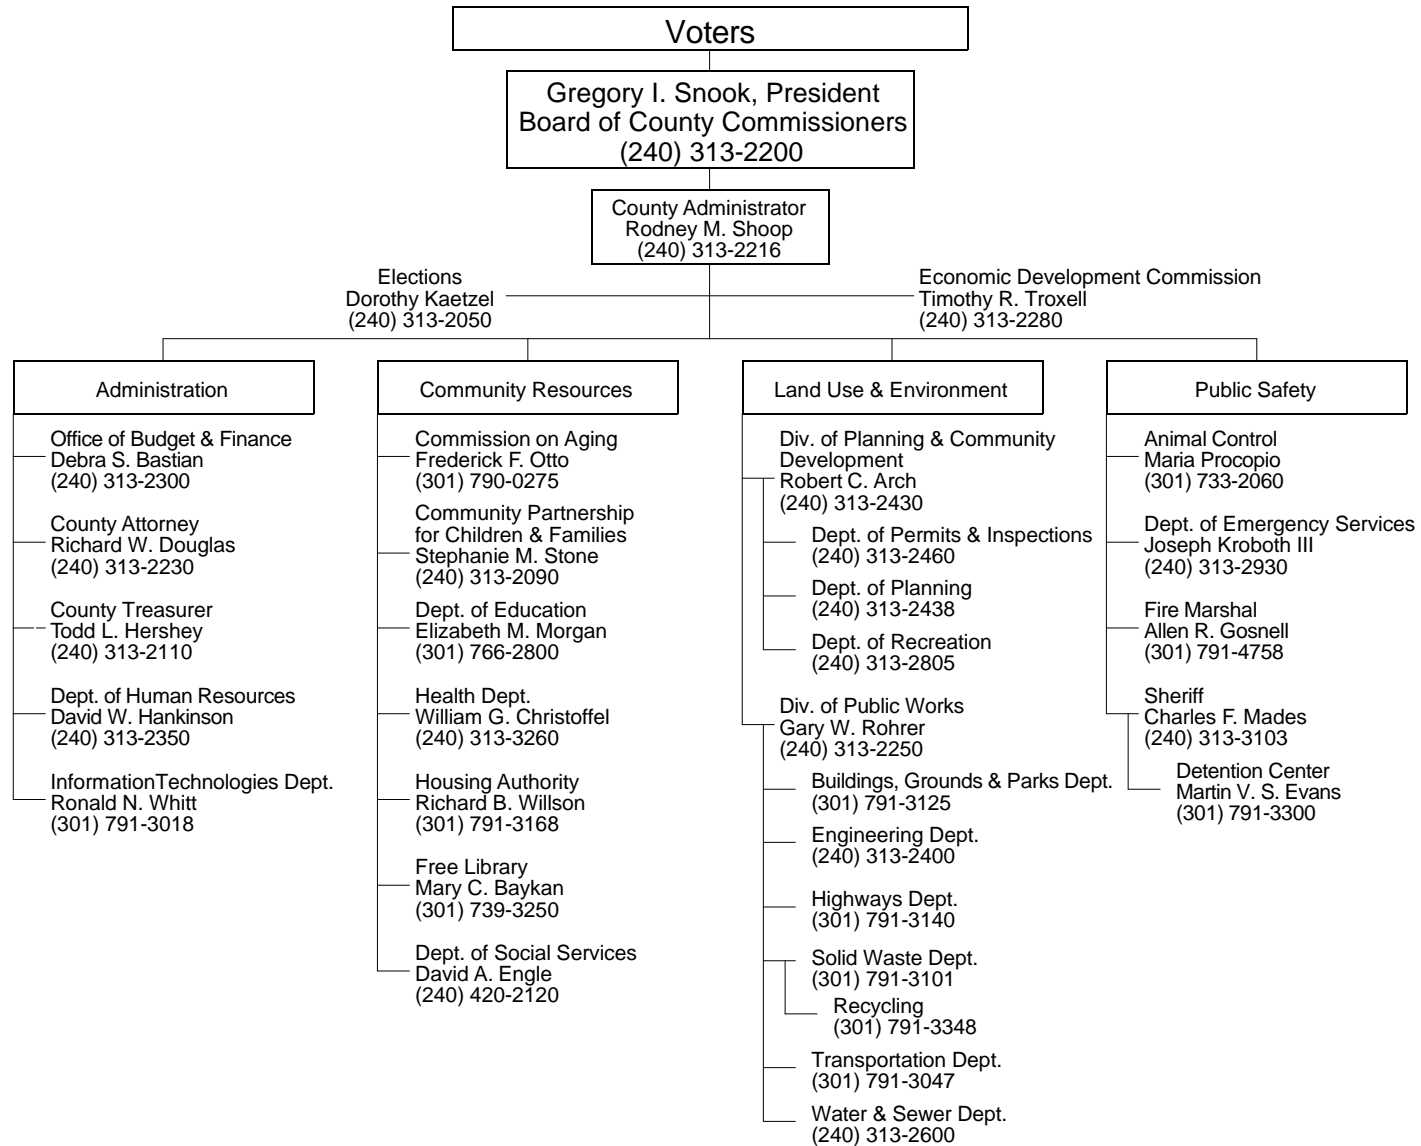 Voters
Gregory I. Snook, President
Board of County Commissioners
(240) 313-2200
County Administrator
Rodney M. Shoop
(240) 313-2216
Elections
Dorothy Kaetzel
(240) 313-2050
Economic Development Commission
Timothy R. Troxell
(240) 313-2280
Administration
Office of Budget & Finance
Debra S. Bastian
(240) 313-2300
County Attorney
Richard W. Douglas
(240) 313-2230
County Treasurer
Todd L. Hershey
(240) 313-2110
Dept. of Human Resources
David W. Hankinson
(240) 313-2350
InformationTechnologies Dept.
Ronald N. Whitt
(301) 791-3018
Community Resources
Commission on Aging
Frederick F. Otto
(301) 790-0275
Community Partnership
for Children & Families
Stephanie M. Stone
(240) 313-2090
Dept. of Education
Elizabeth M. Morgan
(301) 766-2800
Health Dept.
William G. Christoffel
(240) 313-3260
Housing Authority
Richard B. Willson
(301) 791-3168
Free Library
Mary C. Baykan
(301) 739-3250
Dept. of Social Services
David A. Engle
(240) 420-2120
Land Use & Environment
Div. of Planning & Community
Development
Robert C. Arch
(240) 313-2430
Dept. of Permits & Inspections
(240) 313-2460
Dept. of Planning
(240) 313-2438
Dept. of Recreation
(240) 313-2805
Div. of Public Works
Gary W. Rohrer
(240) 313-2250
Buildings, Grounds & Parks Dept.
(301) 791-3125
Engineering Dept.
(240) 313-2400
Highways Dept.
(301) 791-3140
Solid Waste Dept.
(301) 791-3101
Recycling
(301) 791-3348
Transportation Dept.
(301) 791-3047
Water & Sewer Dept.
(240) 313-2600
Public Safety
Animal Control
Maria Procopio
(301) 733-2060
Dept. of Emergency Services
Joseph Kroboth III
(240) 313-2930
Fire Marshal
Allen R. Gosnell
(301) 791-4758
Sheriff
Charles F. Mades
(240) 313-3103
Detention Center
Martin V. S. Evans
(301) 791-3300